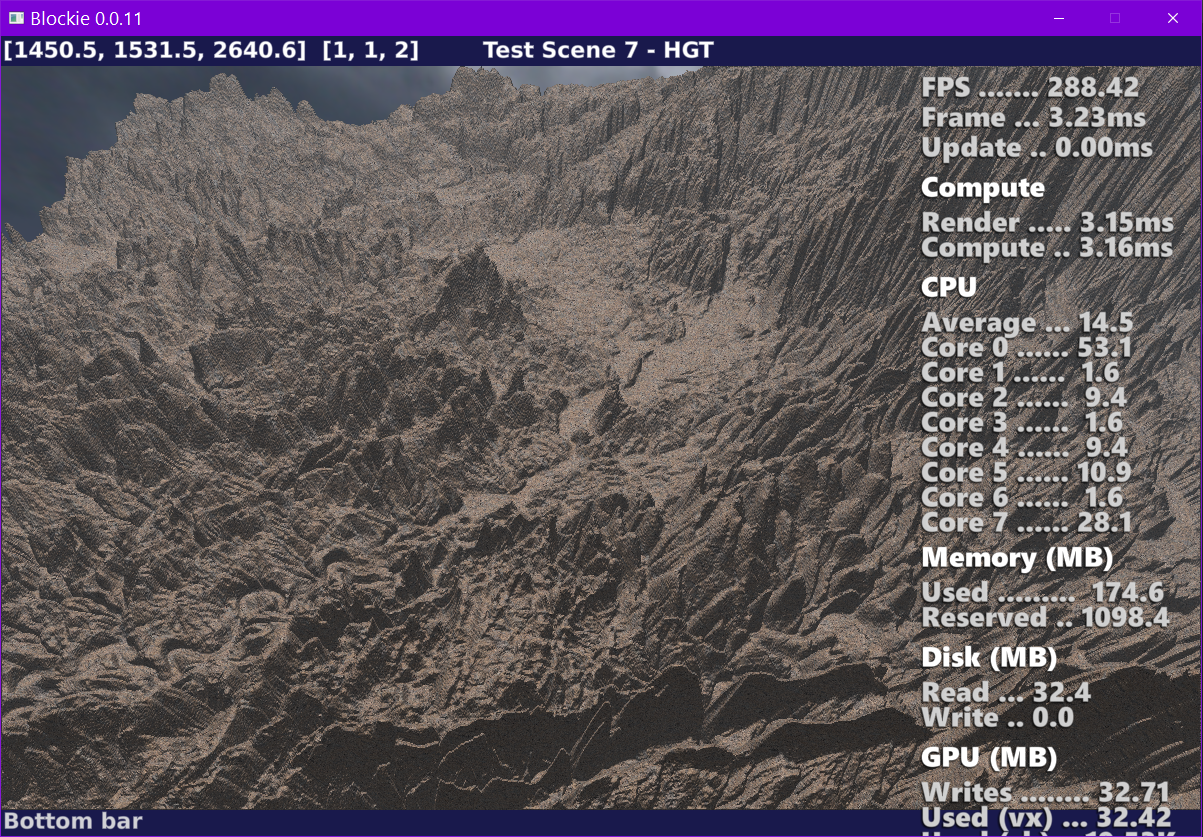 Blockie 0.0.11
[1450.5, 1531.5, 2640.6] [1, 1, 2] Test Scene 7 - HGT
FPS ....... 288.42
Frame ... 3.23ms
Update .. 0.00ms
Compute
Render ..... 3.15ms
Compute .. 3.16ms
CPU
Average ... 14.5
Core 0 ...... 53.1
Core 1 ...... 1.6
Core 2 ...... 9.4
Core 3 ...... 1.6
Core 4 ...... 9.4
Core 5 ...... 10.9
Core 6 ...... 1.6
Core 7 ...... 28.1
Memory (MB)
Used ......... 174.6
Reserved .. 1098.4
Disk (MB)
Read ... 32.4
Write .. 0.0
GPU (MB)
Writes ........ 32.71
Used (vx) ... 32.42
Bottom bar